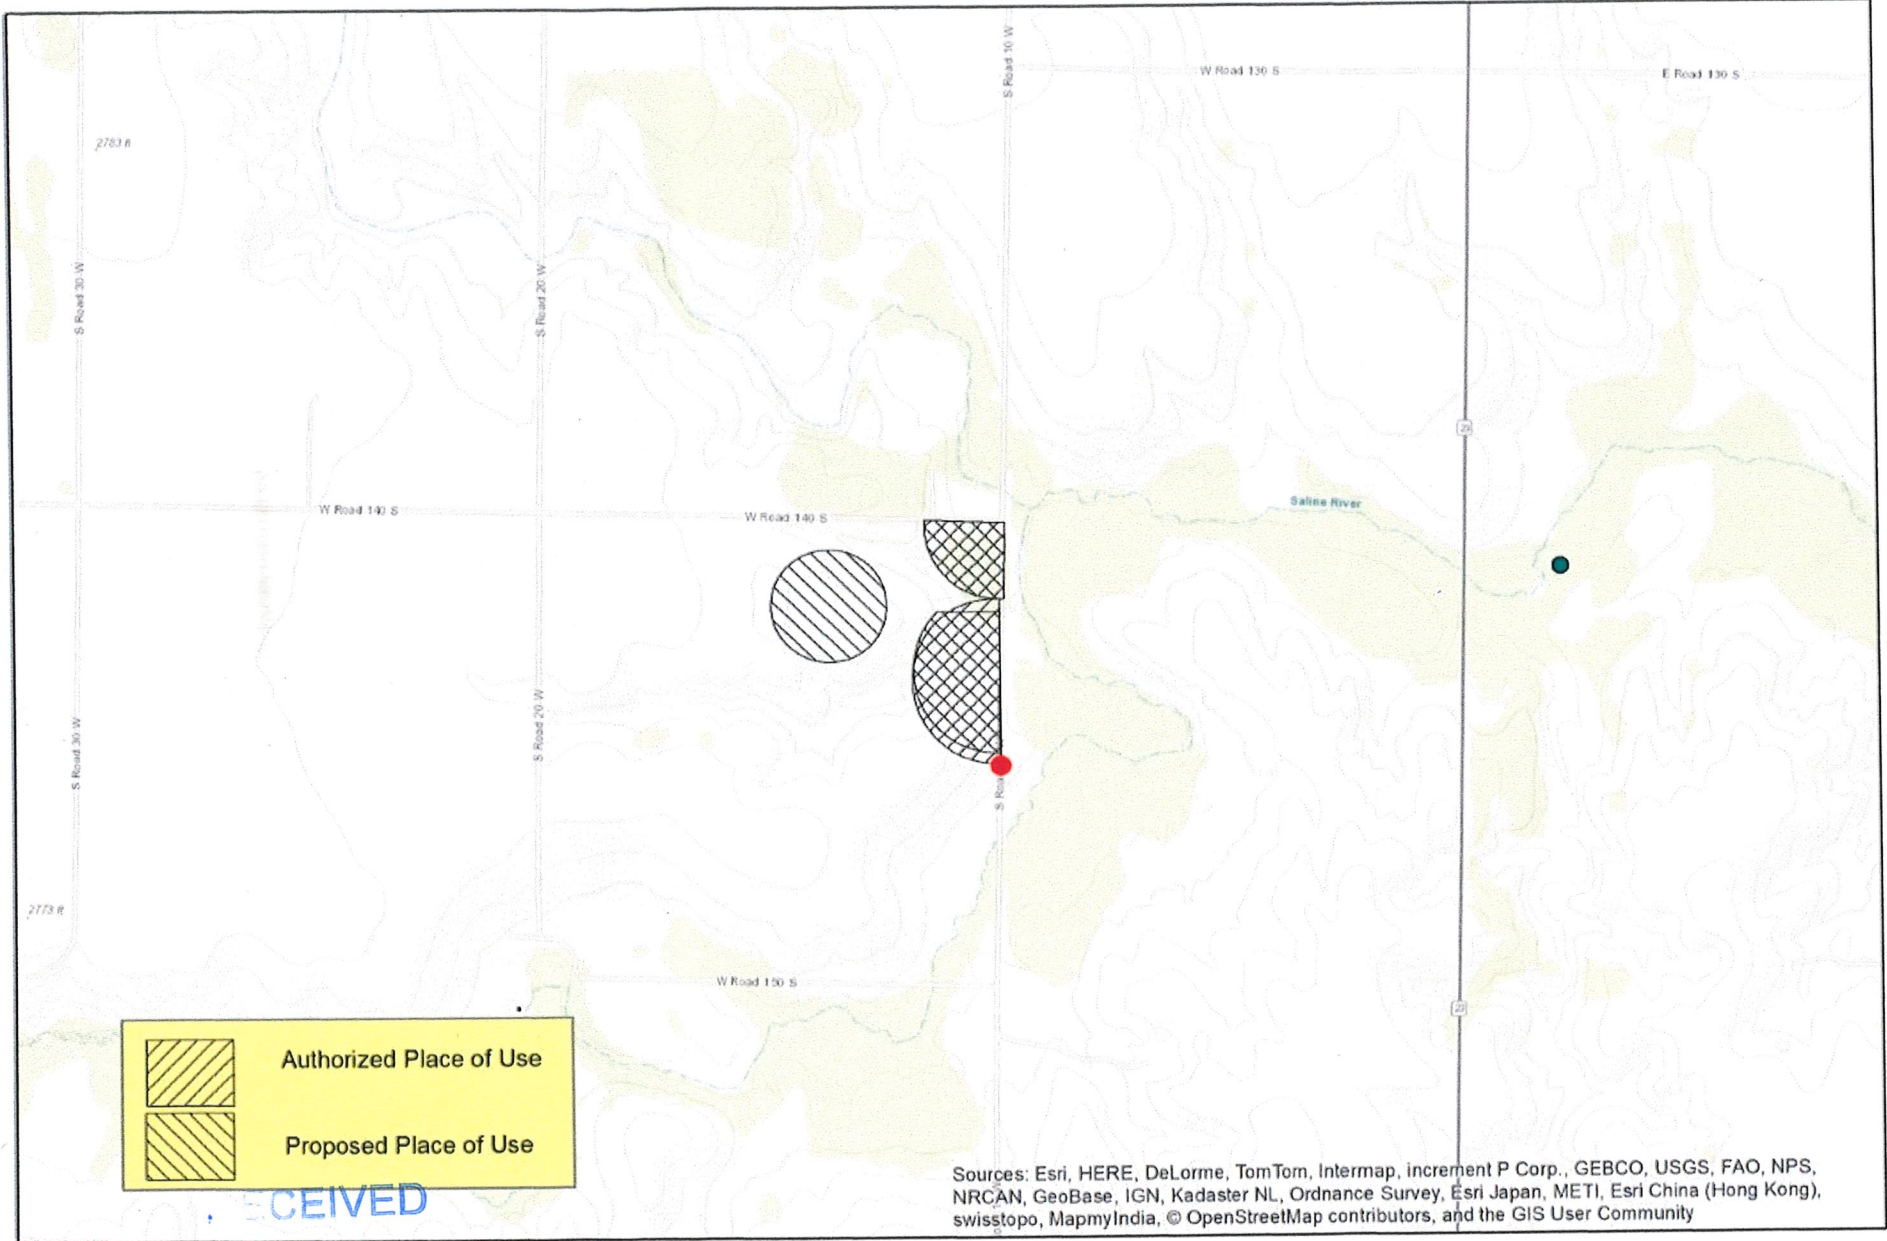 S Road 10 W
W Road 130 S
E Road 130 S
2783 ft
S Road 30 W
S Road 20 W
23
Saline River
W Road 140 S
W Road 140 S
S Road 20 W
S Road 30 W
S Roa
2773 ft
W Road 150 S
23
Authorized Place of Use
Proposed Place of Use
CEIVED
Sources: Esri, HERE, DeLorme, TomTom, Intermap, increment P Corp., GEBCO, USGS, FAO, NPS,
NRCAN, GeoBase, IGN, Kadaster NL, Ordnance Survey, Esri Japan, METI, Esri China (Hong Kong),
swisstopo, MapmyIndia, © OpenStreetMap contributors, and the GIS User Community